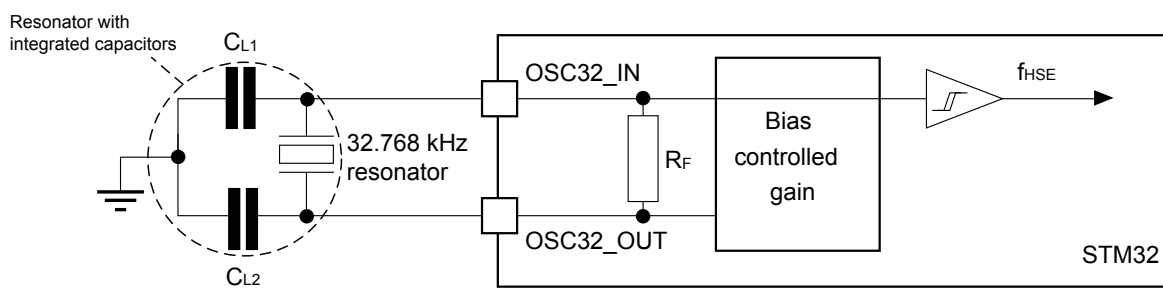 Resonator with
integrated capacitors
CL1
OSC32_IN
fHSE
32.768 kHz
resonator
RF
Bias
controlled
gain
OSC32_OUT
STM32
CL2